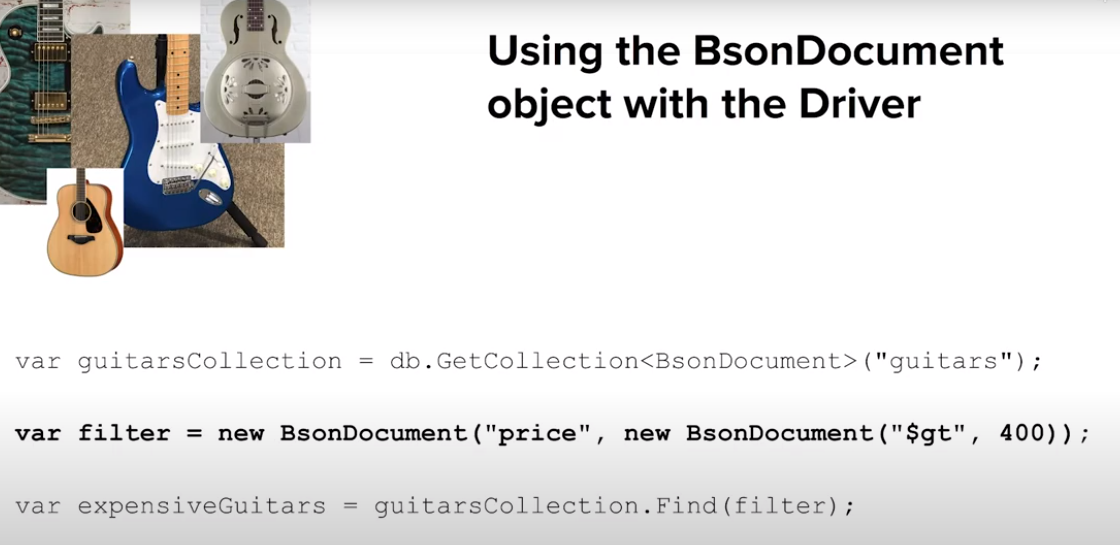 Using the BsonDocument
object with the Driver
var guitarsCollection = db.GetCollection<BsonDocument>("guitars");
var filter = new BsonDocument("price", new BsonDocument("$gt", 400));
var expensiveGuitars = guitarsCollection.Find(filter);